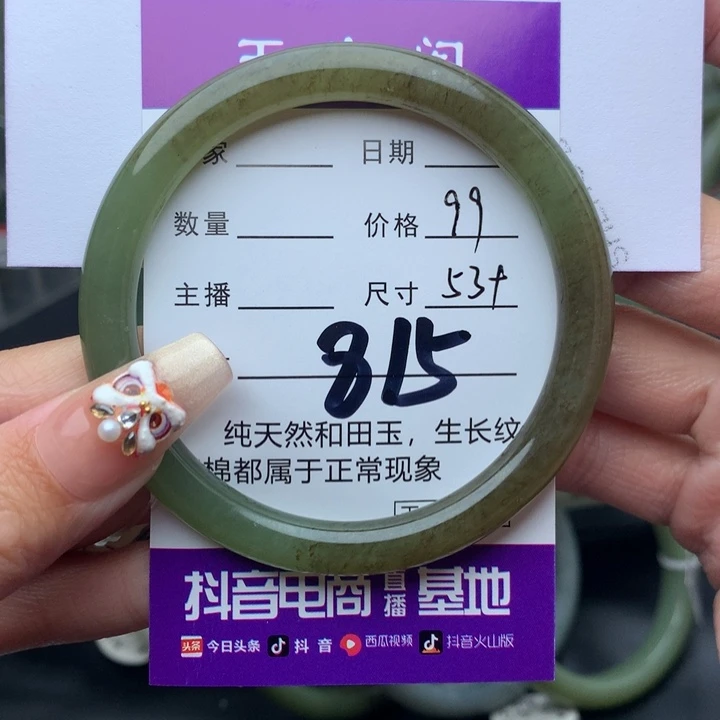 家 日期
数量 价格 99
主播 尺寸 53+
815
纯天然和田玉，生长纹
棉都属于正常现象
抖音电商直播基地
头条 今日头条 抖音 西瓜视频 抖音火山版